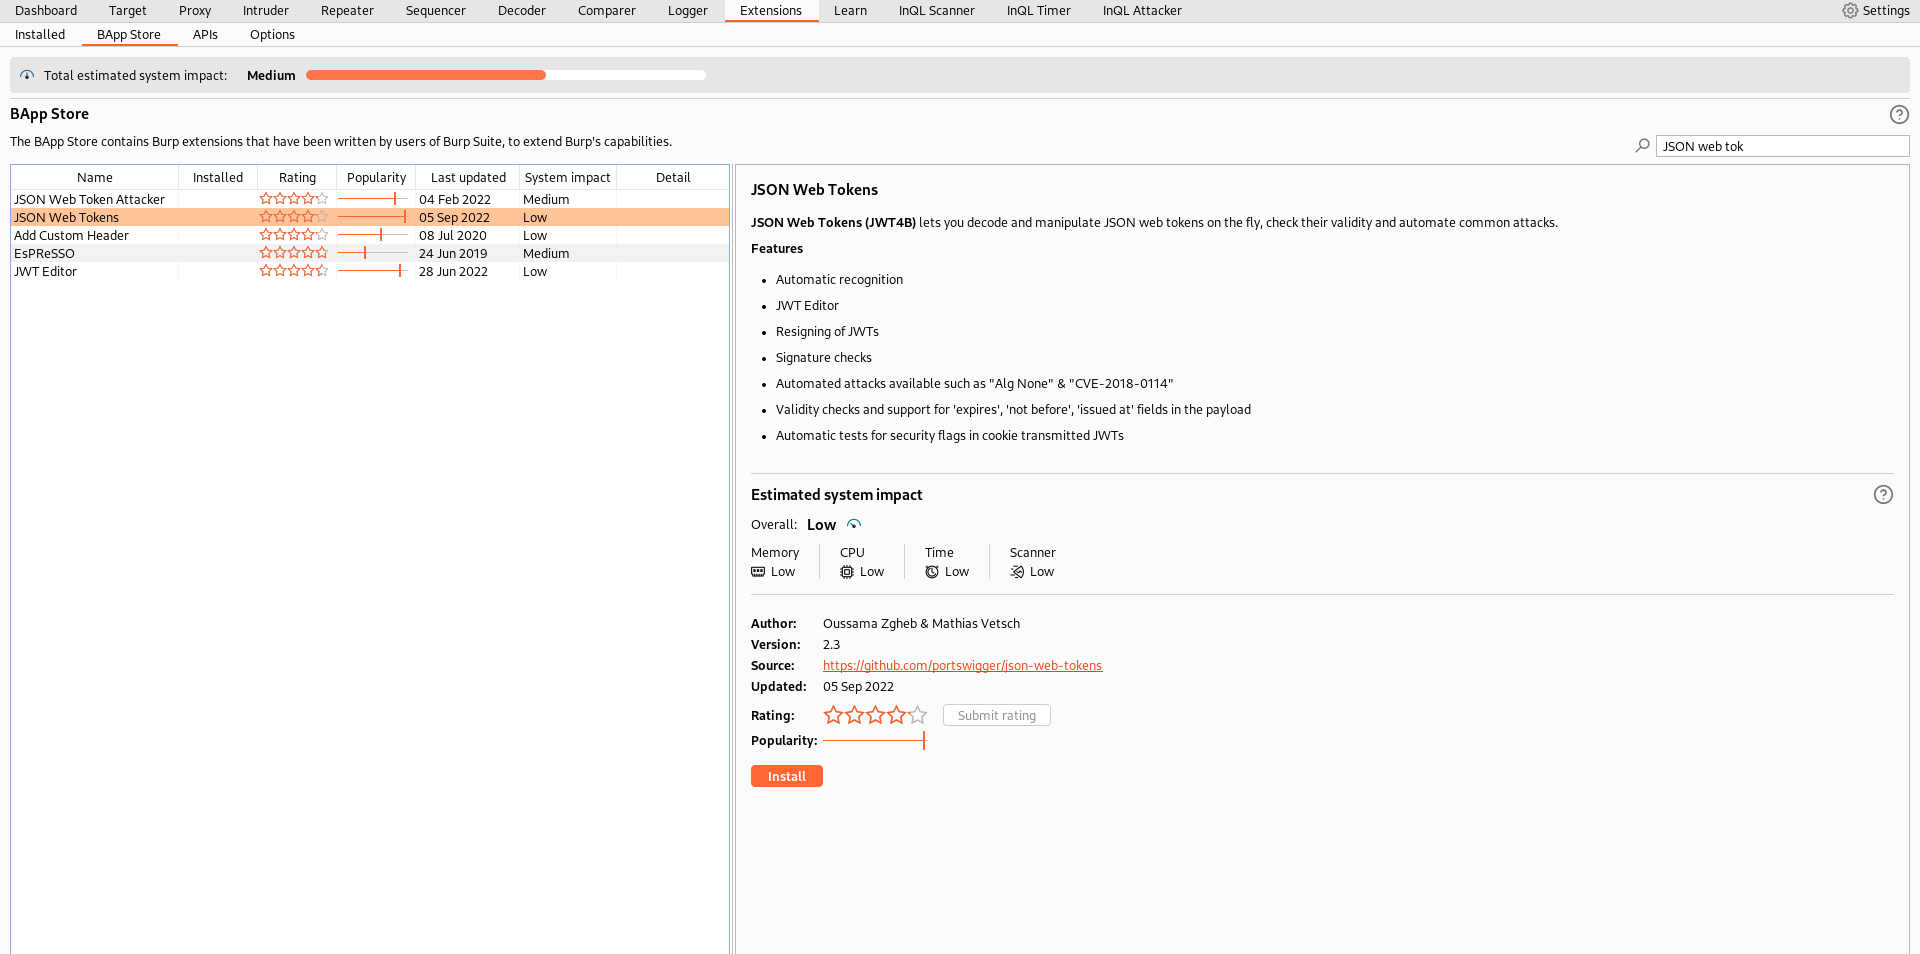 Dashboard Target Proxy Intruder Repeater Sequencer Decoder Comparer Logger Extensions Learn InQL Scanner InQL Timer InQL Attacker Settings
Installed BApp Store APIs Options
Total estimated system impact: Medium
BApp Store
The BApp Store contains Burp extensions that have been written by users of Burp Suite, to extend Burp's capabilities.
JSON web tok
Name Installed Rating Popularity Last updated System impact Detail
JSON Web Token Attacker 04 Feb 2022 Medium
JSON Web Tokens 05 Sep 2022 Low
Add Custom Header 08 Jul 2020 Low
EsPReSSO 24 Jun 2019 Medium
JWT Editor 28 Jun 2022 Low
JSON Web Tokens
JSON Web Tokens (JWT4B) lets you decode and manipulate JSON web tokens on the fly, check their validity and automate common attacks.
Features
• Automatic recognition
• JWT Editor
• Resigning of JWTs
• Signature checks
• Automated attacks available such as "Alg None" & "CVE-2018-0114"
• Validity checks and support for 'expires', 'not before', 'issued at' fields in the payload
• Automatic tests for security flags in cookie transmitted JWTs
Estimated system impact
Overall: Low
Memory CPU Time Scanner
Low Low Low Low
Author: Oussama Zgheb & Mathias Vetsch
Version: 2.3
Source: https://github.com/portswigger/json-web-tokens
Updated: 05 Sep 2022
Rating: Submit rating
Popularity:
Install